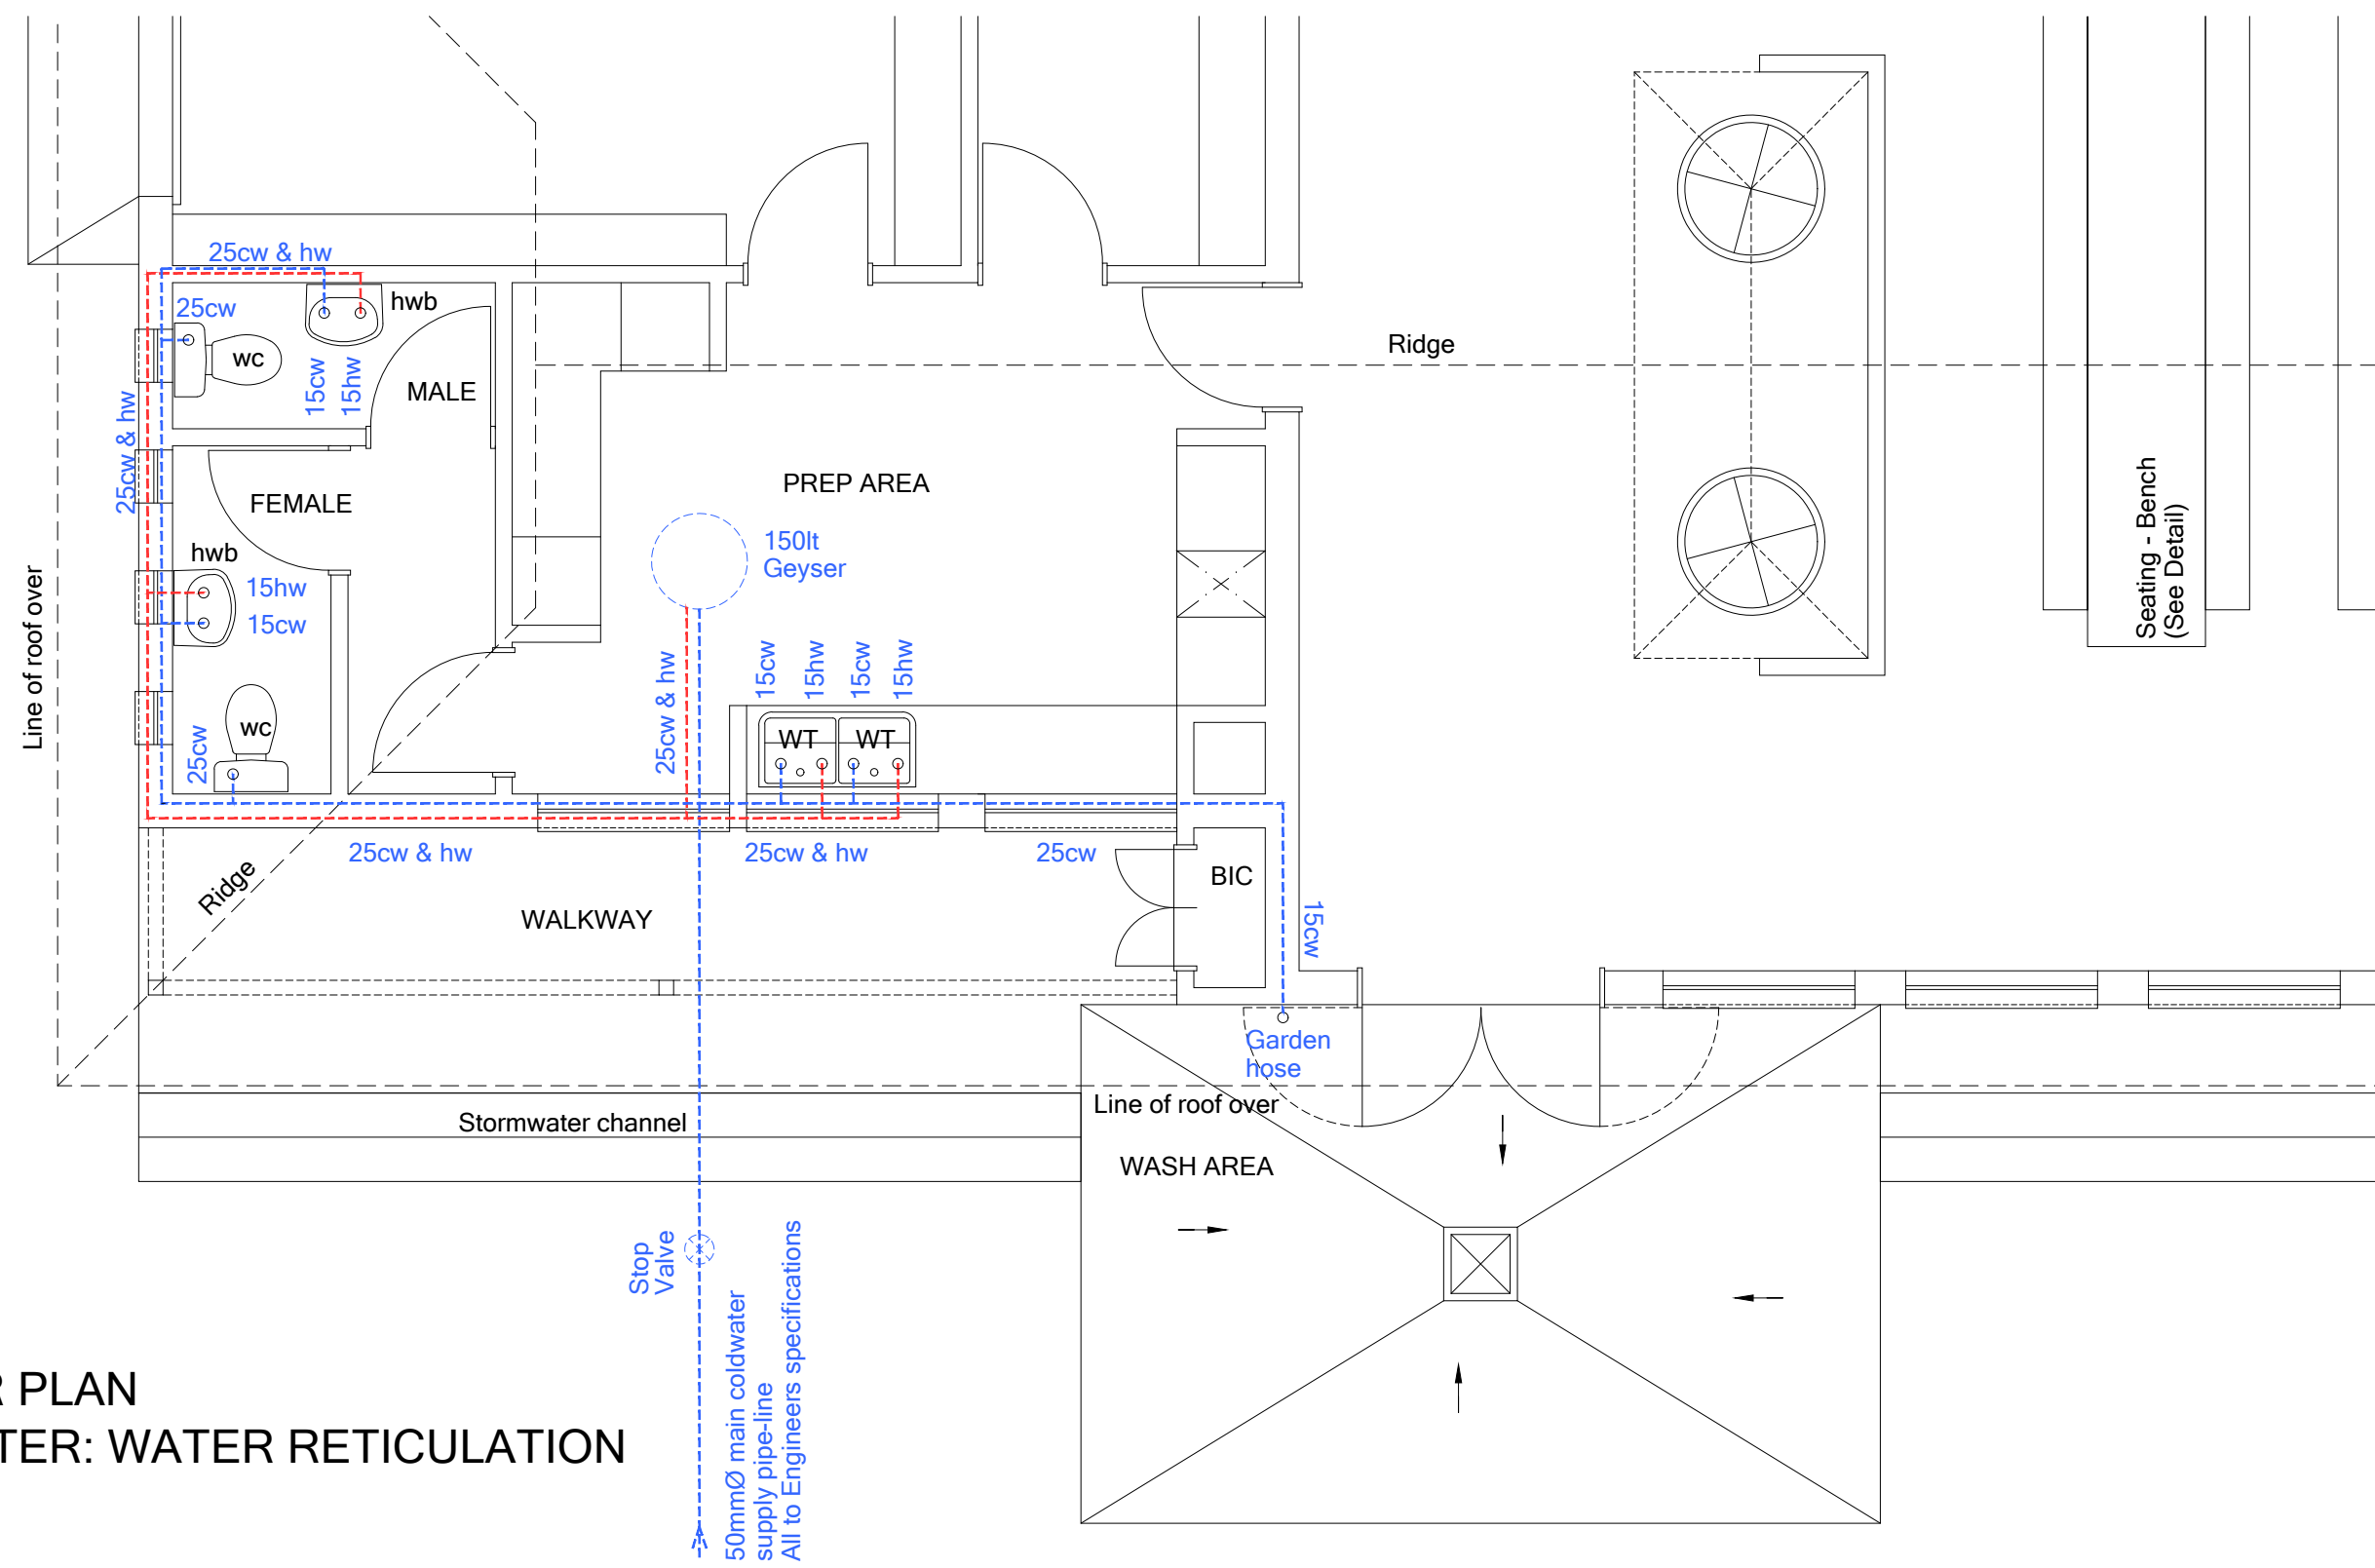 25cw & hw
25cw
hwb
wc
15cw
15hw
MALE
Ridge
25cw & hw
FEMALE
PREP AREA
hwb
15hw
15cw
150lt
Geyser
Seating - Bench
(See Detail)
Line of roof over
wc
25cw
25cw & hw
15cw
15hw
15cw
15hw
WT
WT
25cw & hw
25cw & hw
25cw
BIC
Ridge
WALKWAY
15cw
Garden
hose
Line of roof over
Stormwater channel
WASH AREA
Stop
Valve
50mmØ main coldwater
supply pipe-line
All to Engineers specifications
R PLAN
TER: WATER RETICULATION